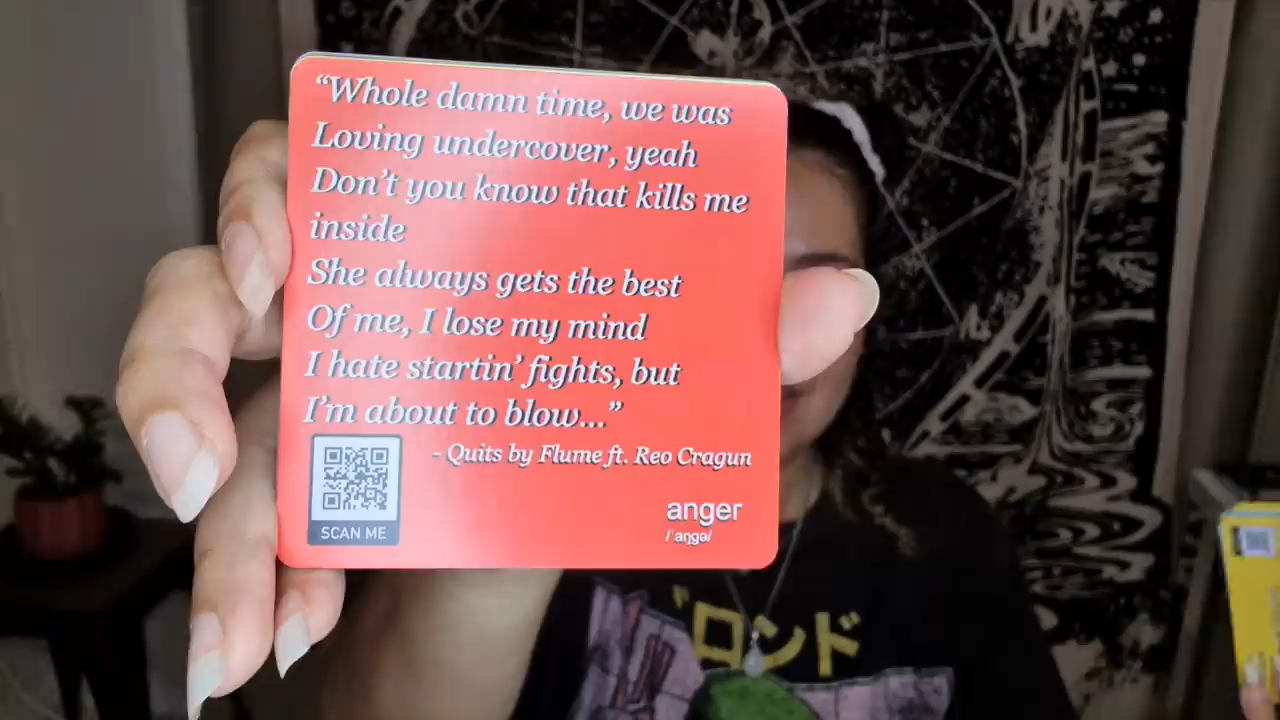 “Whole damn time, we was
Loving undercover, yeah
Don’t you know that kills me
inside
She always gets the best
Of me, I lose my mind
I hate startin’ fights, but
I’m about to blow...”
- Quits by Flume ft. Reo Cragun
SCAN ME
anger
/ˈaŋɡə/
ロンド